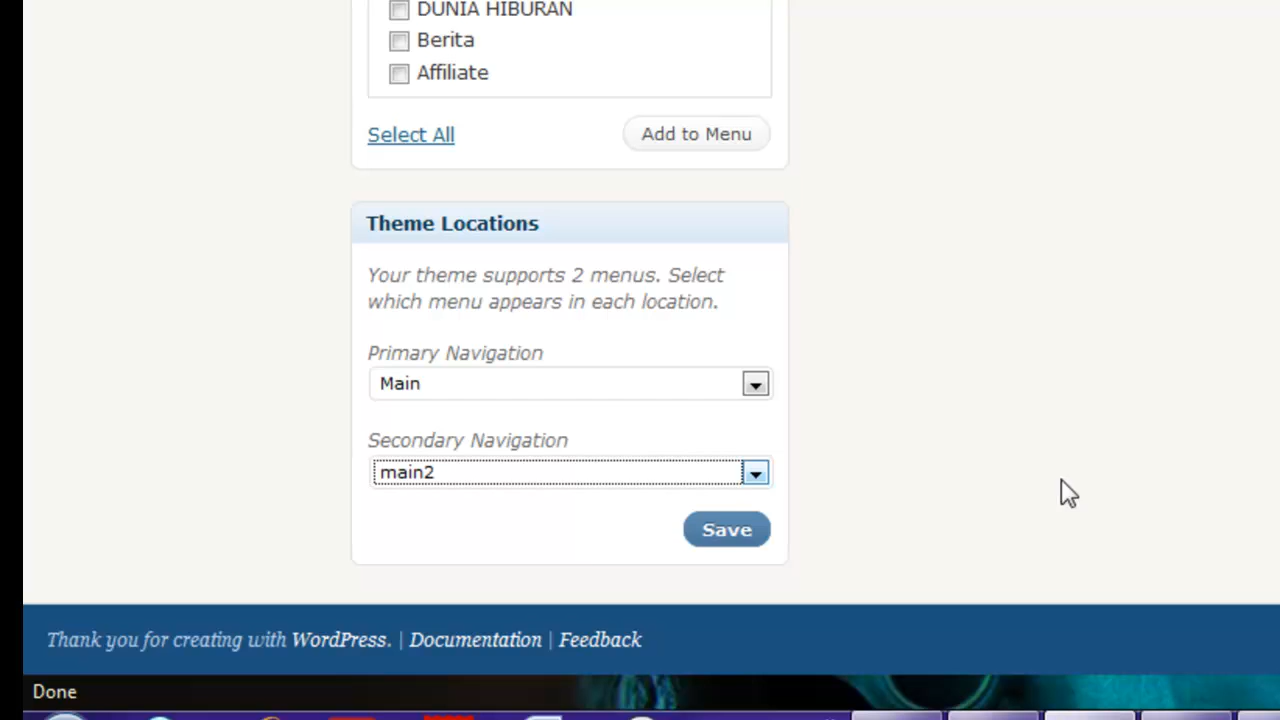 DUNIA HIBURAN
Berita
Affiliate
Select All
Add to Menu
Theme Locations
Your theme supports 2 menus. Select
which menu appears in each location.
Primary Navigation
Main
Secondary Navigation
main2
Save
Thank you for creating with WordPress. | Documentation | Feedback
Done